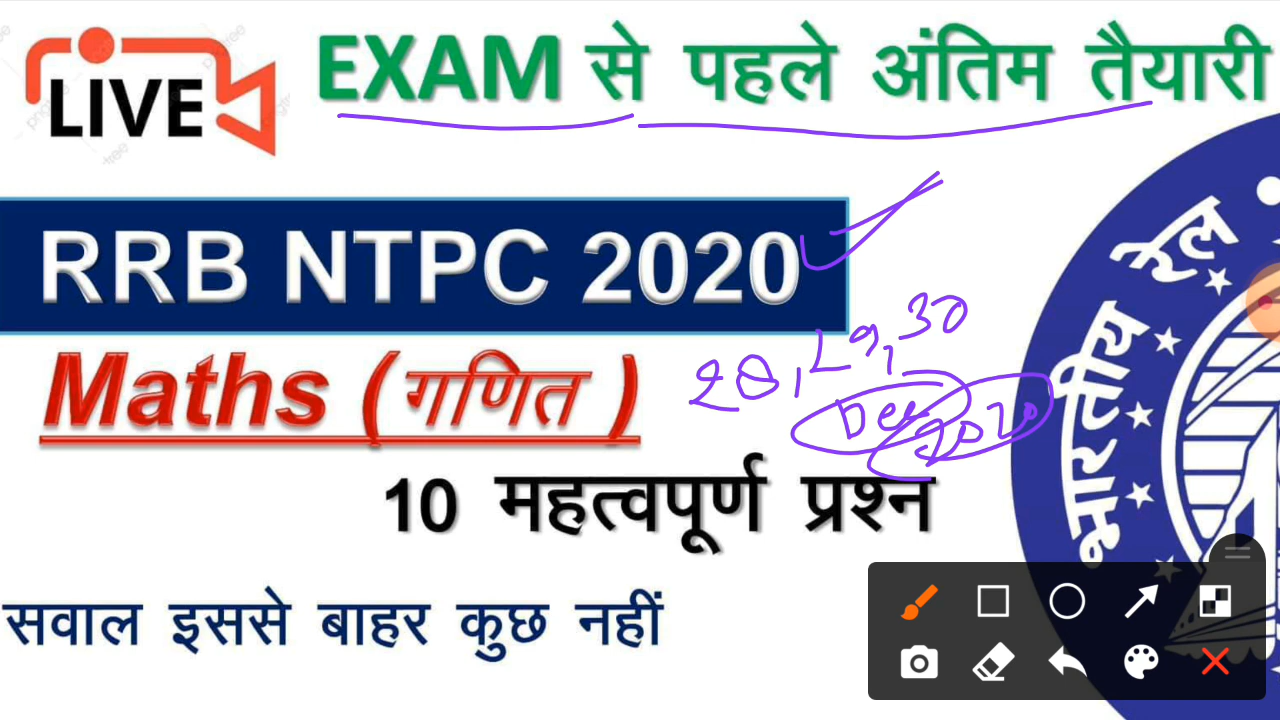 EXAM से पहले अंतिम तैयारी
LIVE
RRB NTPC 2020
28, 29, 30
Maths (गणित )
Dec 2020
10 महत्वपूर्ण प्रश्न
सवाल इससे बाहर कुछ नहीं
भारतीय रेल